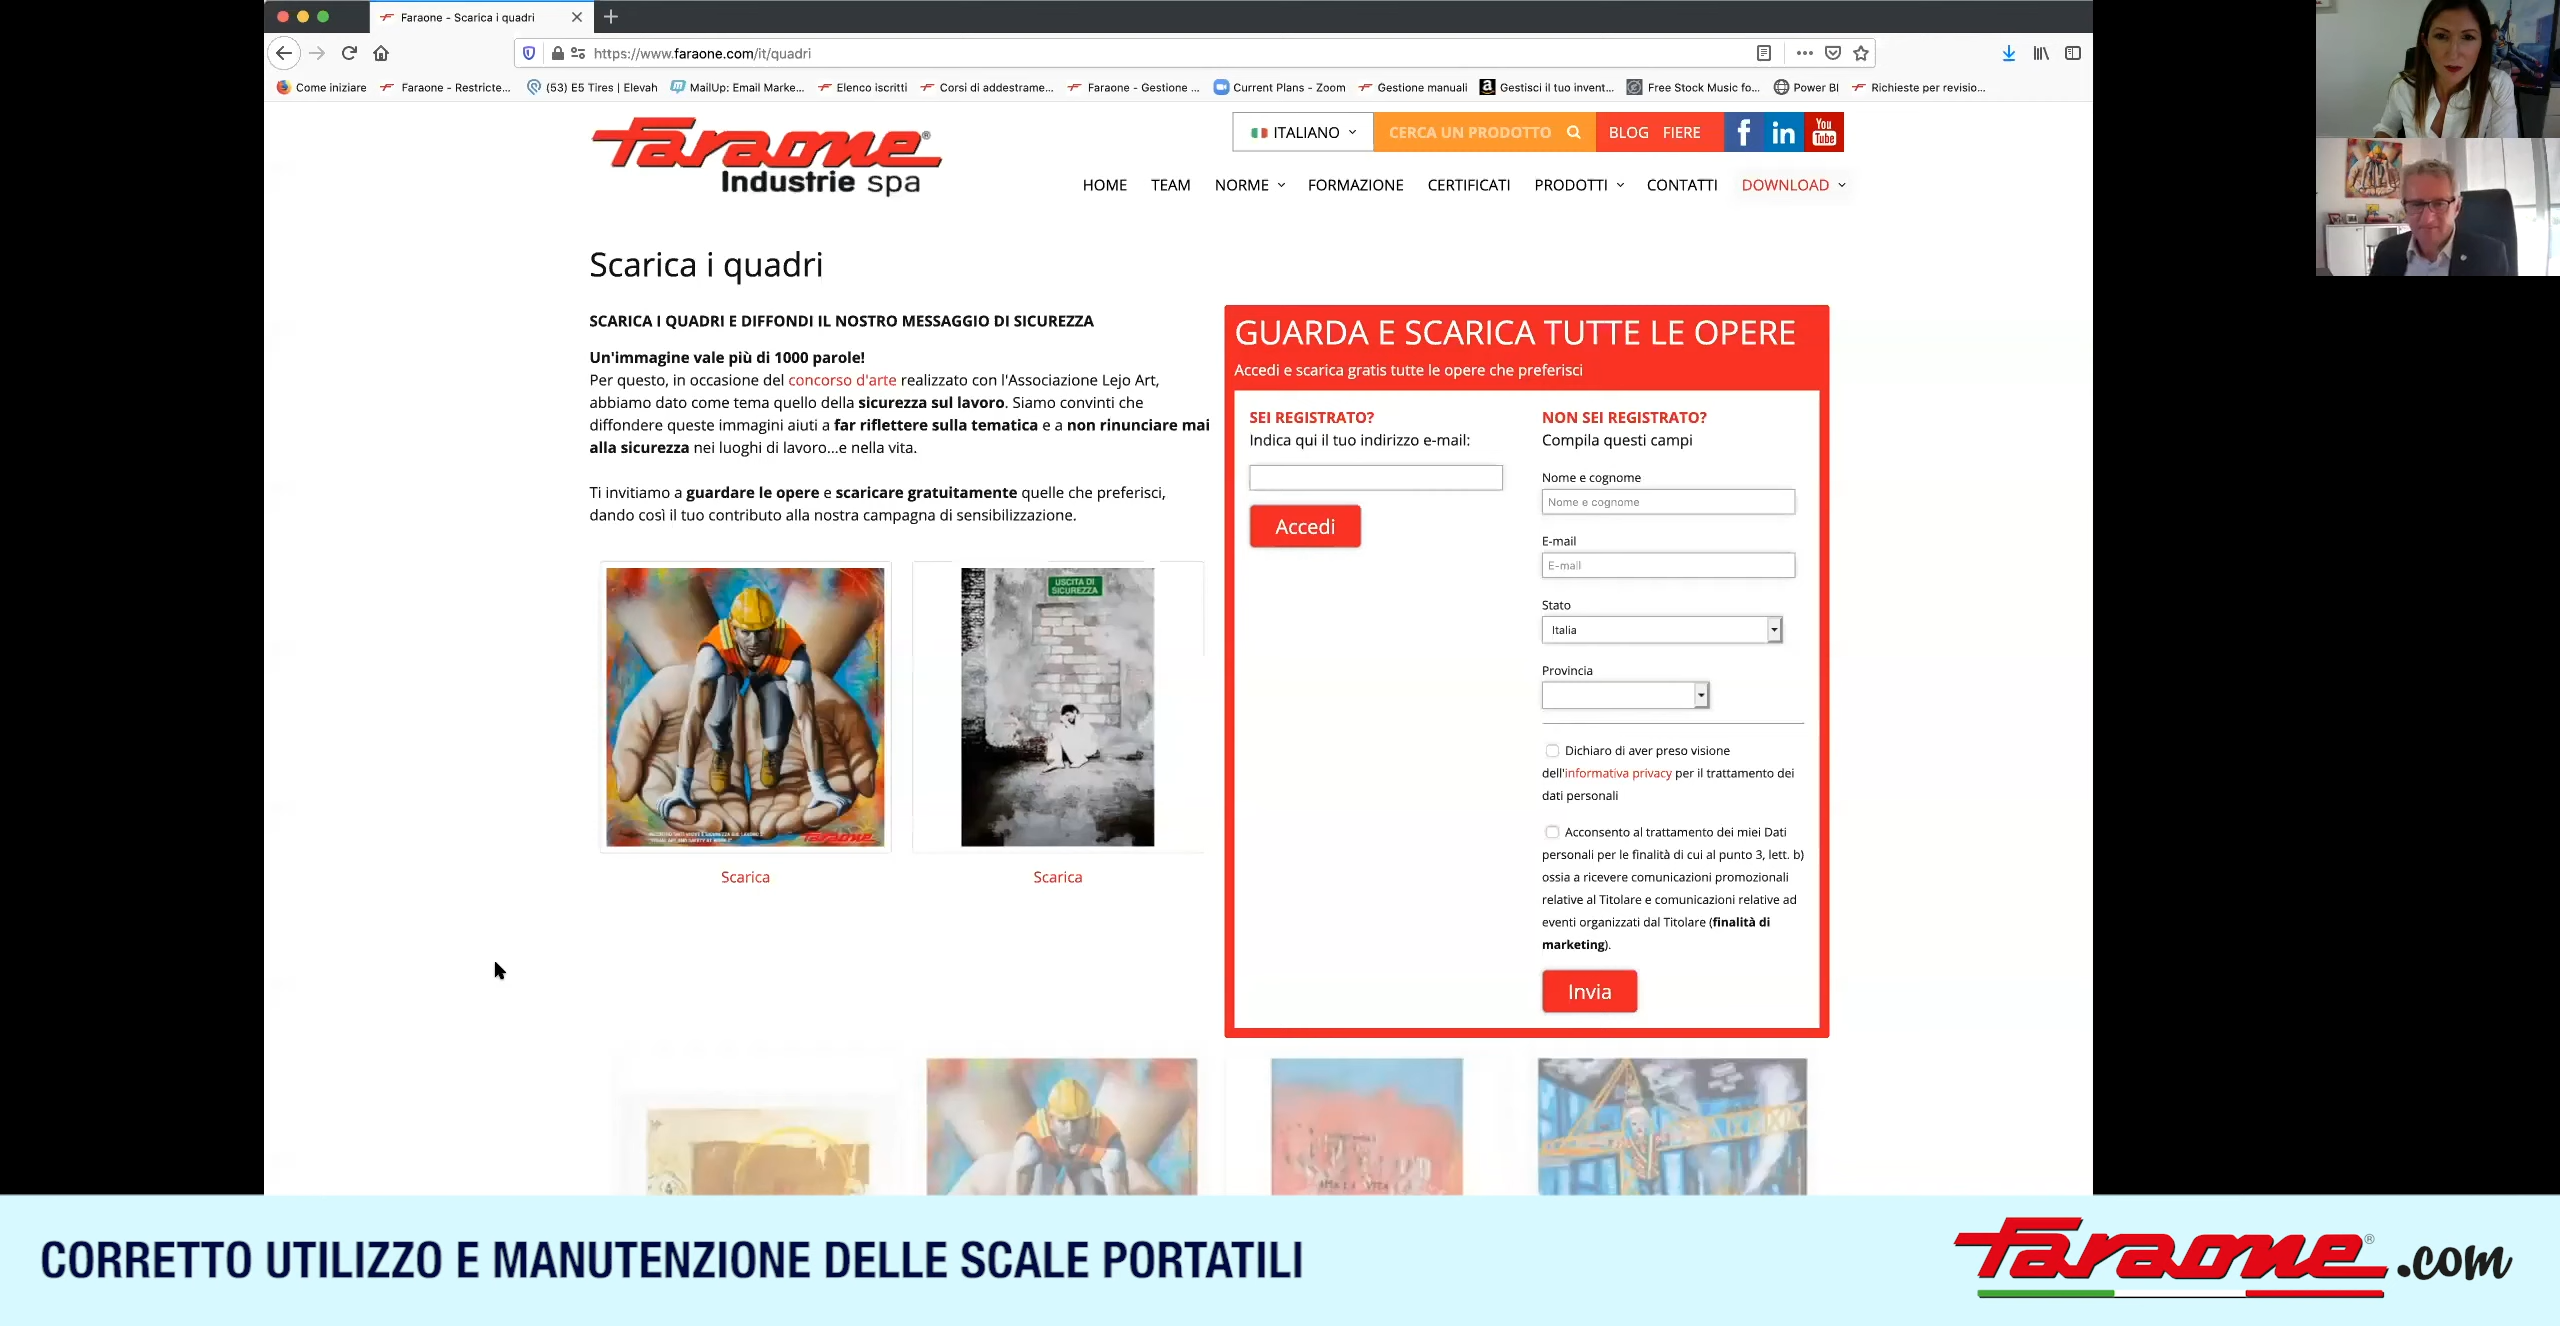 Faraone - Scarica i quadri
https://www.faraone.com/it/quadri
Come iniziare
Faraone - Restricte...
(53) E5 Tires | Elevah
MailUp: Email Marke...
Elenco iscritti
Corsi di addestrame...
Faraone - Gestione ...
Current Plans - Zoom
Gestione manuali
Gestisci il tuo invent...
Free Stock Music fo...
Power BI
Richieste per revisio...
Faraone®
Industrie spa
ITALIANO
CERCA UN PRODOTTO
BLOG FIERE
You
Tube
HOME TEAM NORME FORMAZIONE CERTIFICATI PRODOTTI CONTATTI DOWNLOAD
Scarica i quadri
SCARICA I QUADRI E DIFFONDI IL NOSTRO MESSAGGIO DI SICUREZZA
Un'immagine vale più di 1000 parole!
Per questo, in occasione del concorso d'arte realizzato con l'Associazione Lejo Art,
abbiamo dato come tema quello della sicurezza sul lavoro. Siamo convinti che
diffondere queste immagini aiuti a far riflettere sulla tematica e a non rinunciare mai
alla sicurezza nei luoghi di lavoro...e nella vita.
Ti invitiamo a guardare le opere e scaricare gratuitamente quelle che preferisci,
dando così il tuo contributo alla nostra campagna di sensibilizzazione.
USCITA DI
SICUREZZA
Faraone
Scarica
Scarica
GUARDA E SCARICA TUTTE LE OPERE
Accedi e scarica gratis tutte le opere che preferisci
SEI REGISTRATO?
Indica qui il tuo indirizzo e-mail:
Accedi
NON SEI REGISTRATO?
Compila questi campi
Nome e cognome
Nome e cognome
E-mail
E-mail
Stato
Italia
Provincia
Dichiaro di aver preso visione
dell'informativa privacy per il trattamento dei
dati personali
Acconsento al trattamento dei miei Dati
personali per le finalità di cui al punto 3, lett. b)
ossia a ricevere comunicazioni promozionali
relative al Titolare e comunicazioni relative ad
eventi organizzati dal Titolare (finalità di
marketing).
Invia
AMA LA VITA
CORRETTO UTILIZZO E MANUTENZIONE DELLE SCALE PORTATILI
Faraone®.com